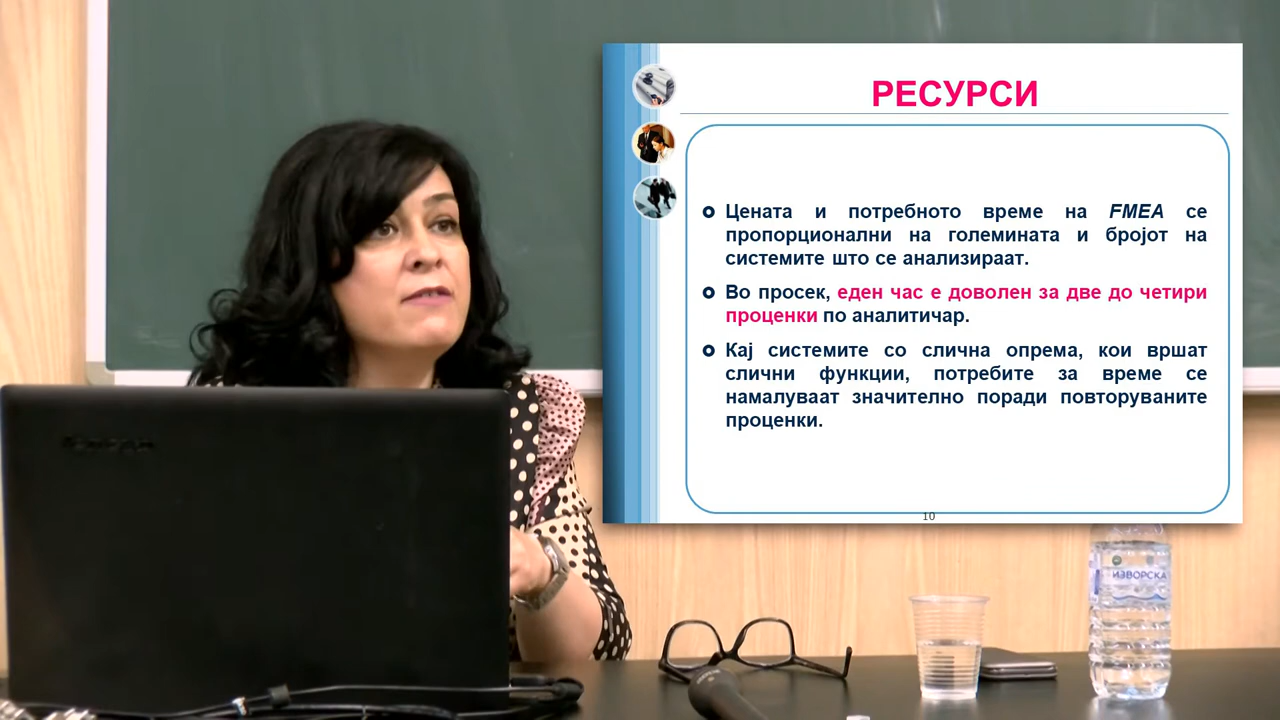 РЕСУРСИ
Цената и потребното време на FMEA се
пропорционални на големината и бројот на
системите што се анализираат.
Во просек, еден час е доволен за две до четири
проценки по аналитичар.
Кај системите со слична опрема, кои вршат
слични функции, потребите за време се
намалуваат значително поради повторуваните
проценки.
10
ИЗВОРСКА